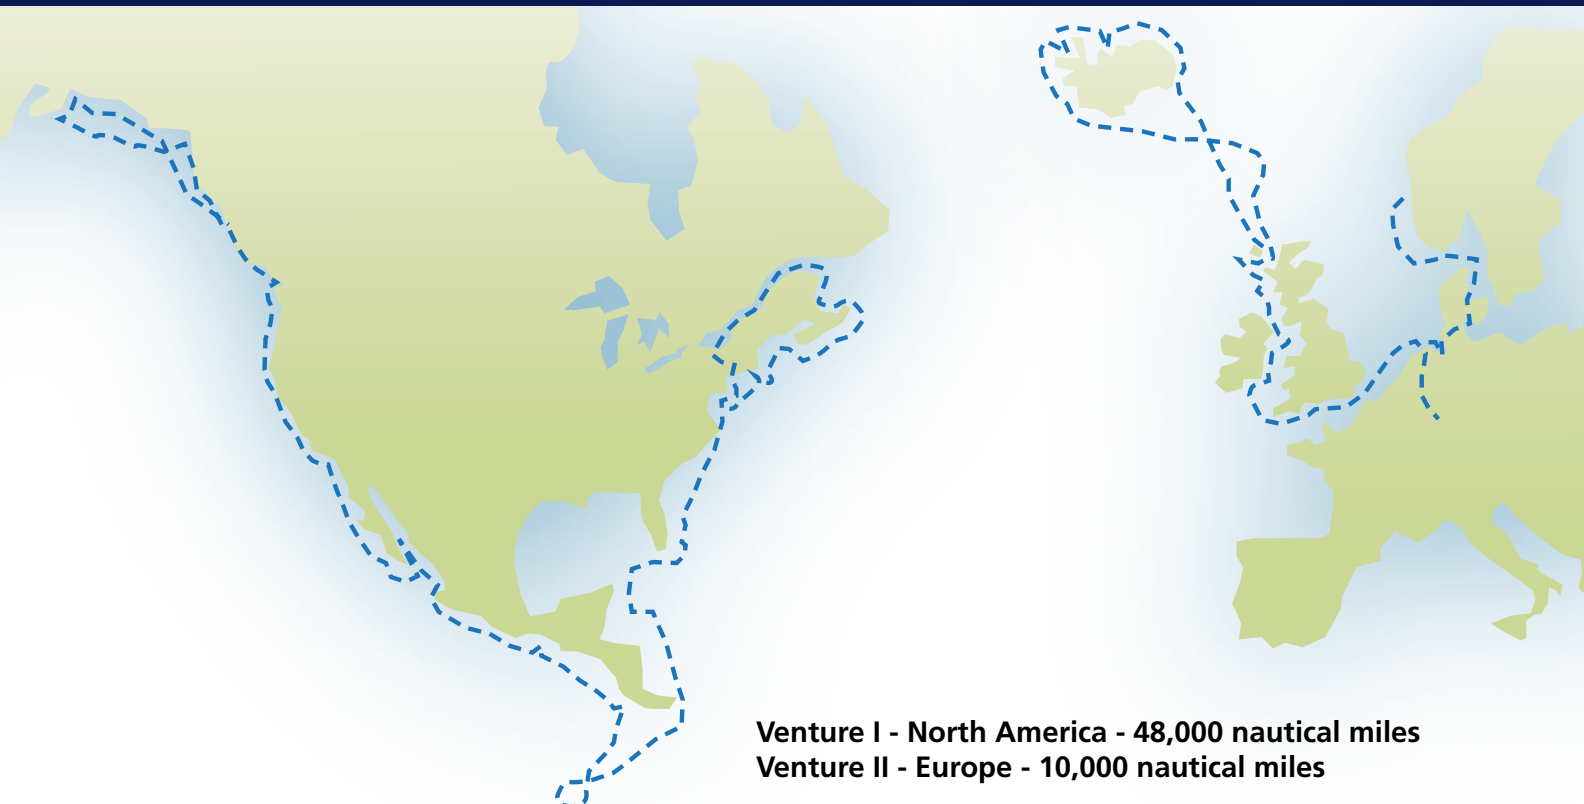 Venture I - North America - 48,000 nautical miles
Venture II - Europe - 10,000 nautical miles